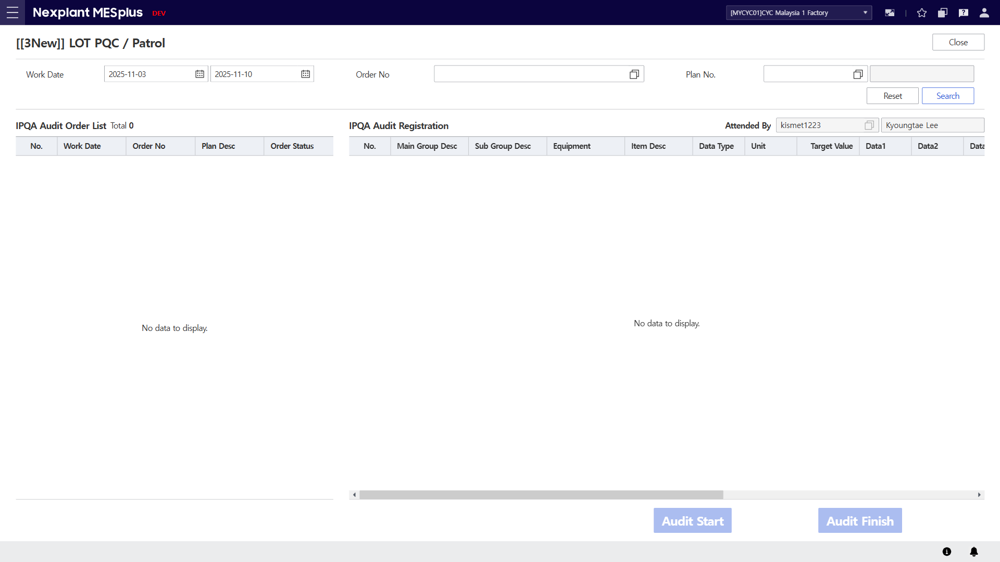 Nexplant MESplus DEV
[MYCYC01]CYC Malaysia 1 Factory
[[3New]] LOT PQC / Patrol
Close
Work Date
2025-11-03
2025-11-10
Order No
Plan No.
Reset
Search
IPQA Audit Order List Total 0
No. Work Date Order No Plan Desc Order Status
No data to display.
IPQA Audit Registration
Attended By kismet1223 Kyoungtae Lee
No. Main Group Desc Sub Group Desc Equipment Item Desc Data Type Unit Target Value Data1 Data2 Data
No data to display.
Audit Start
Audit Finish